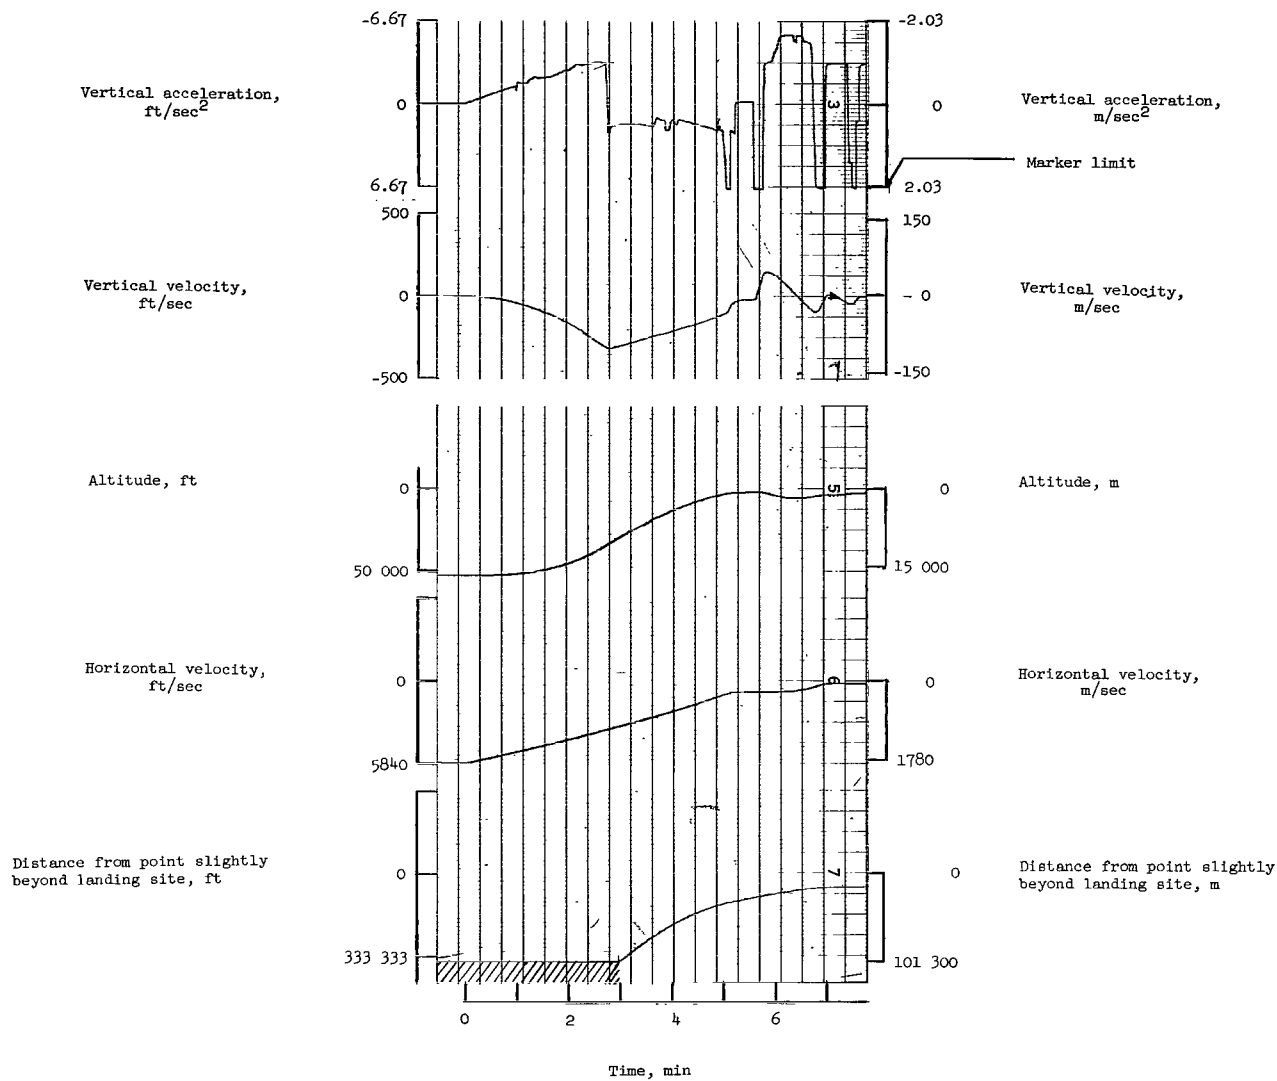 -6.67
-2.03
Vertical acceleration,
ft/sec2
0
3
0
Vertical acceleration,
m/sec2
Marker limit
6.67
2.03
500
150
Vertical velocity,
ft/sec
0
- 0
Vertical velocity,
m/sec
-500
-150
Altitude, ft
0
5
0
Altitude, m
50 000
15 000
Horizontal velocity,
ft/sec
0
6
0
Horizontal velocity,
m/sec
5840
1780
Distance from point slightly
beyond landing site, ft
0
7
0
Distance from point slightly
beyond landing site, m
333 333
101 300
0 2 4 6
Time, min